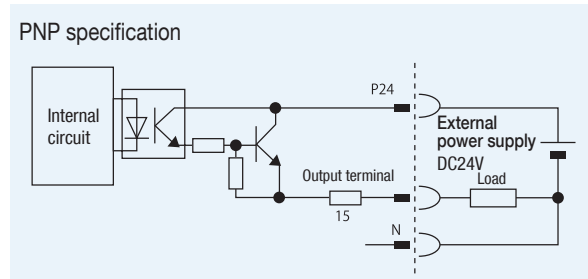 PNP specification
P24
Internal
circuit
External
power supply
DC24V
Output terminal
Load
15
N